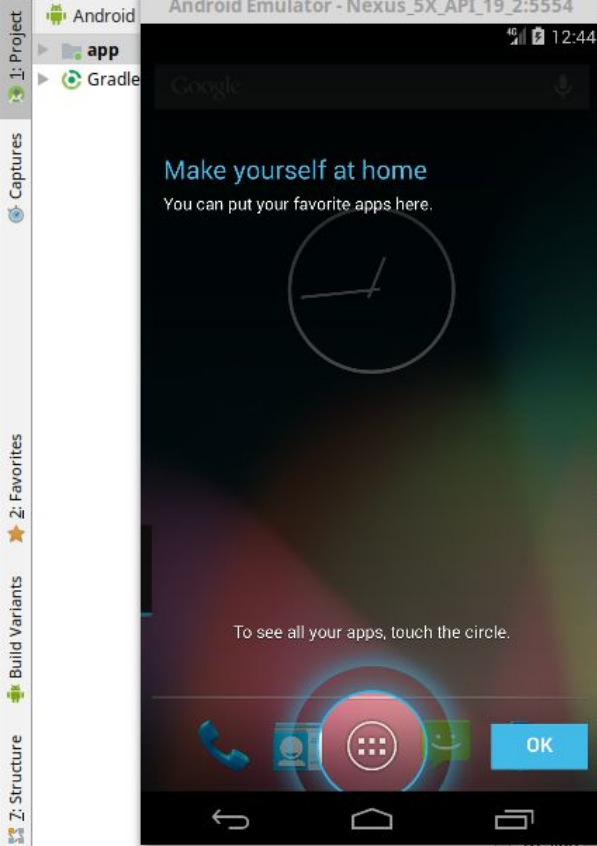 Android Emulator - Nexus_5X_API_19_2:5554
Android
app
Gradle
1: Project
Captures
2: Favorites
Build Variants
Z: Structure
4G
12:44
Google
Make yourself at home
You can put your favorite apps here.
To see all your apps, touch the circle.
OK